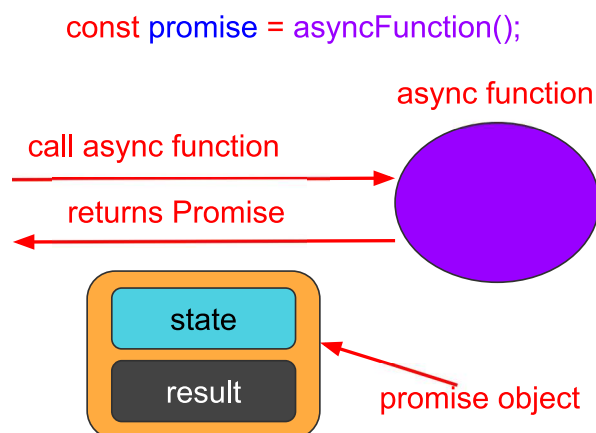 const promise = asyncFunction();
async function
call async function
returns Promise
state
result
promise object